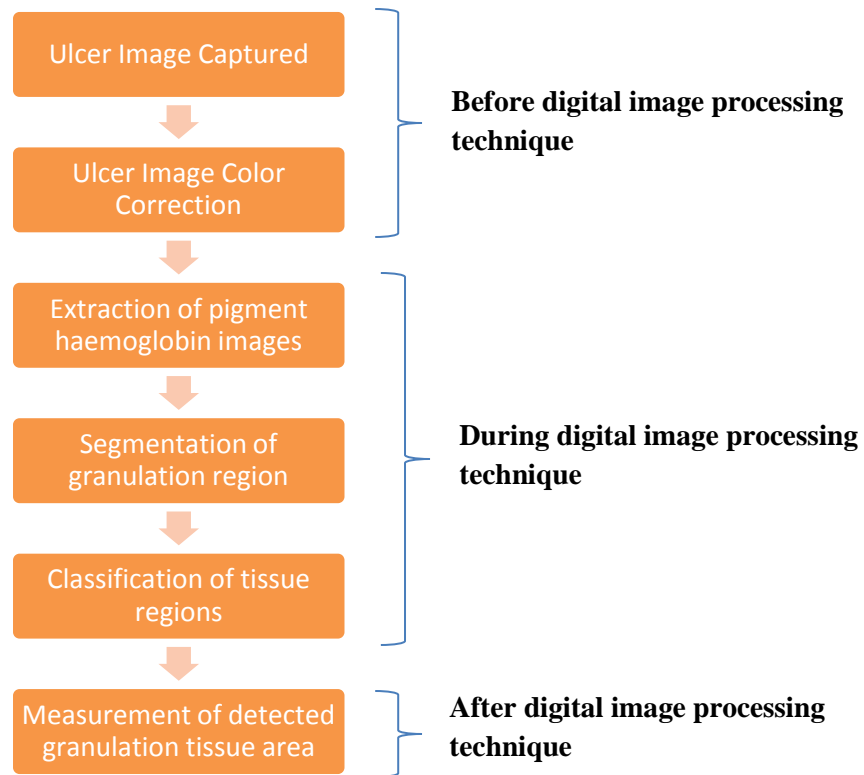 Ulcer Image Captured
Before digital image processing
technique
Ulcer Image Color
Correction
Extraction of pigment
haemoglobin images
Segmentation of
granulation region
During digital image processing
technique
Classification of tissue
regions
Measurement of detected
granulation tissue area
After digital image processing
technique